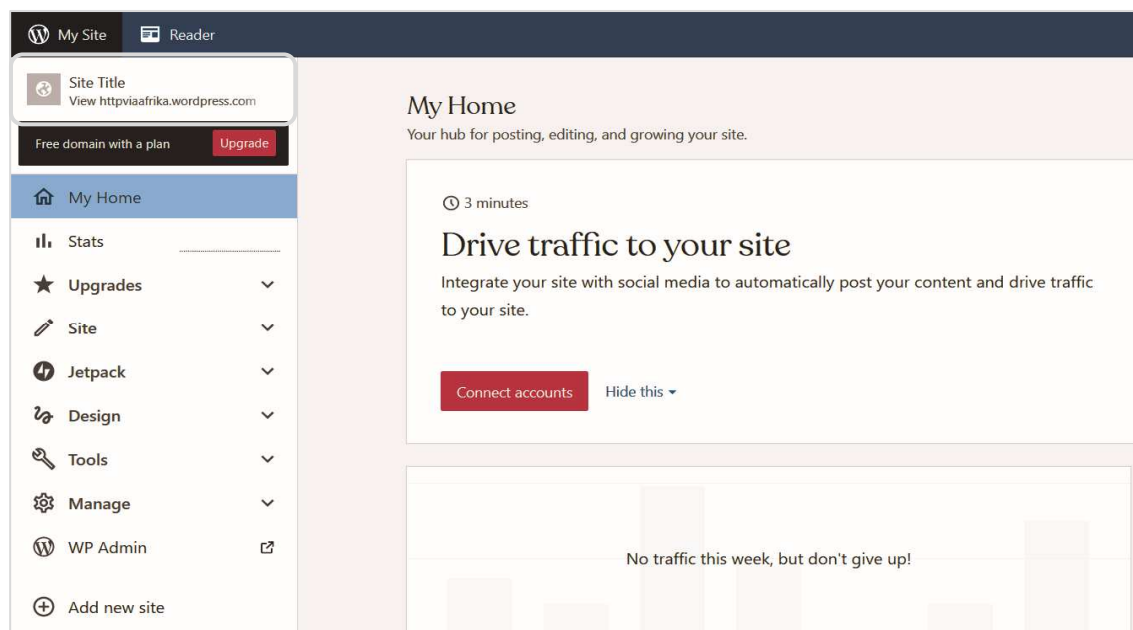 My Site
Reader
Site Title
View httpviaafrika.wordpress.com
Free domain with a plan
Upgrade
My Home
Stats
Upgrades
Site
Jetpack
Design
Tools
Manage
WP Admin
Add new site
My Home
Your hub for posting, editing, and growing your site.
3 minutes
Drive traffic to your site
Integrate your site with social media to automatically post your content and drive traffic
to your site.
Connect accounts
Hide this
No traffic this week, but don't give up!